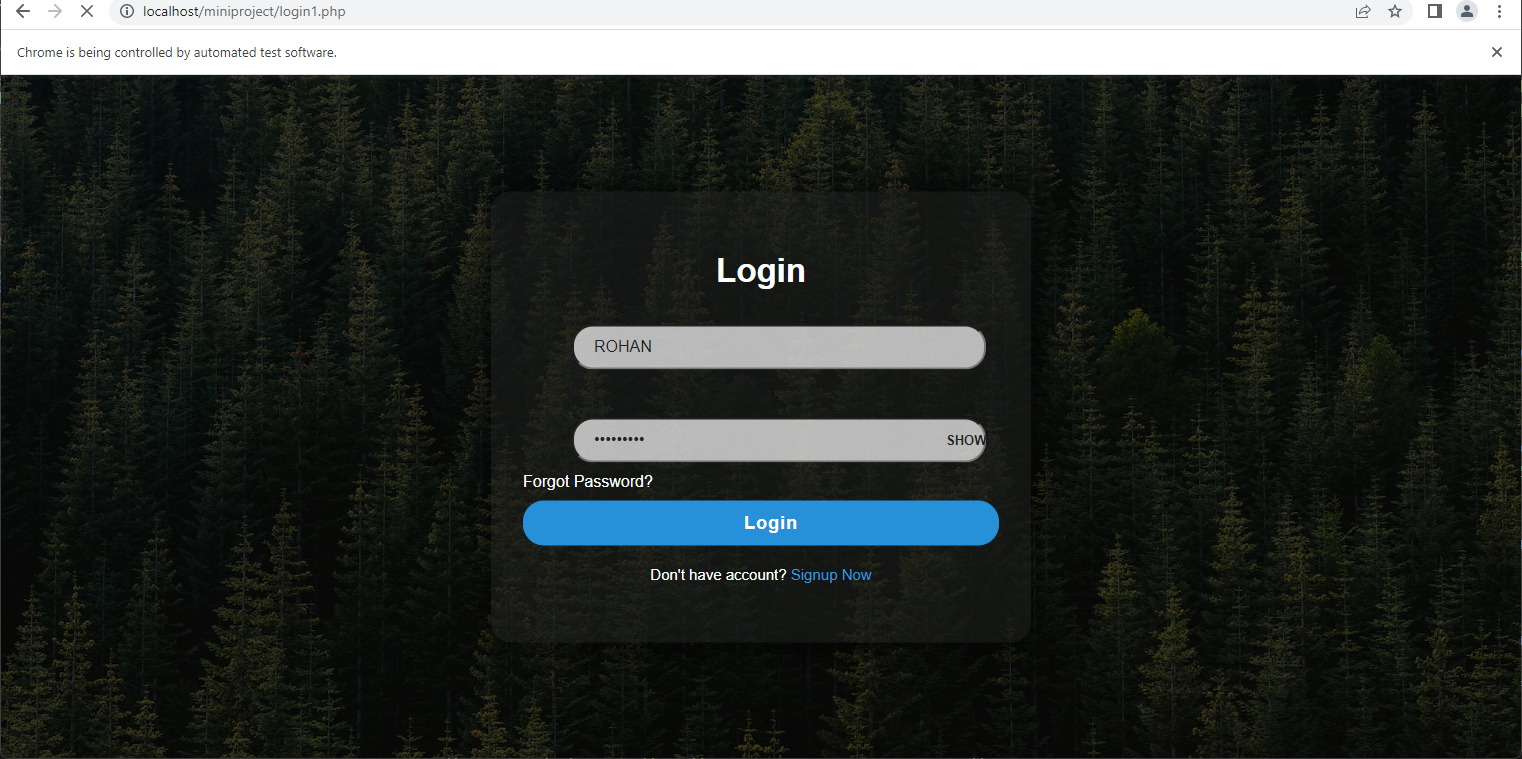 localhost/miniproject/login1.php
Chrome is being controlled by automated test software.
Login
ROHAN
••••••••• SHOW
Forgot Password?
Login
Don't have account? Signup Now